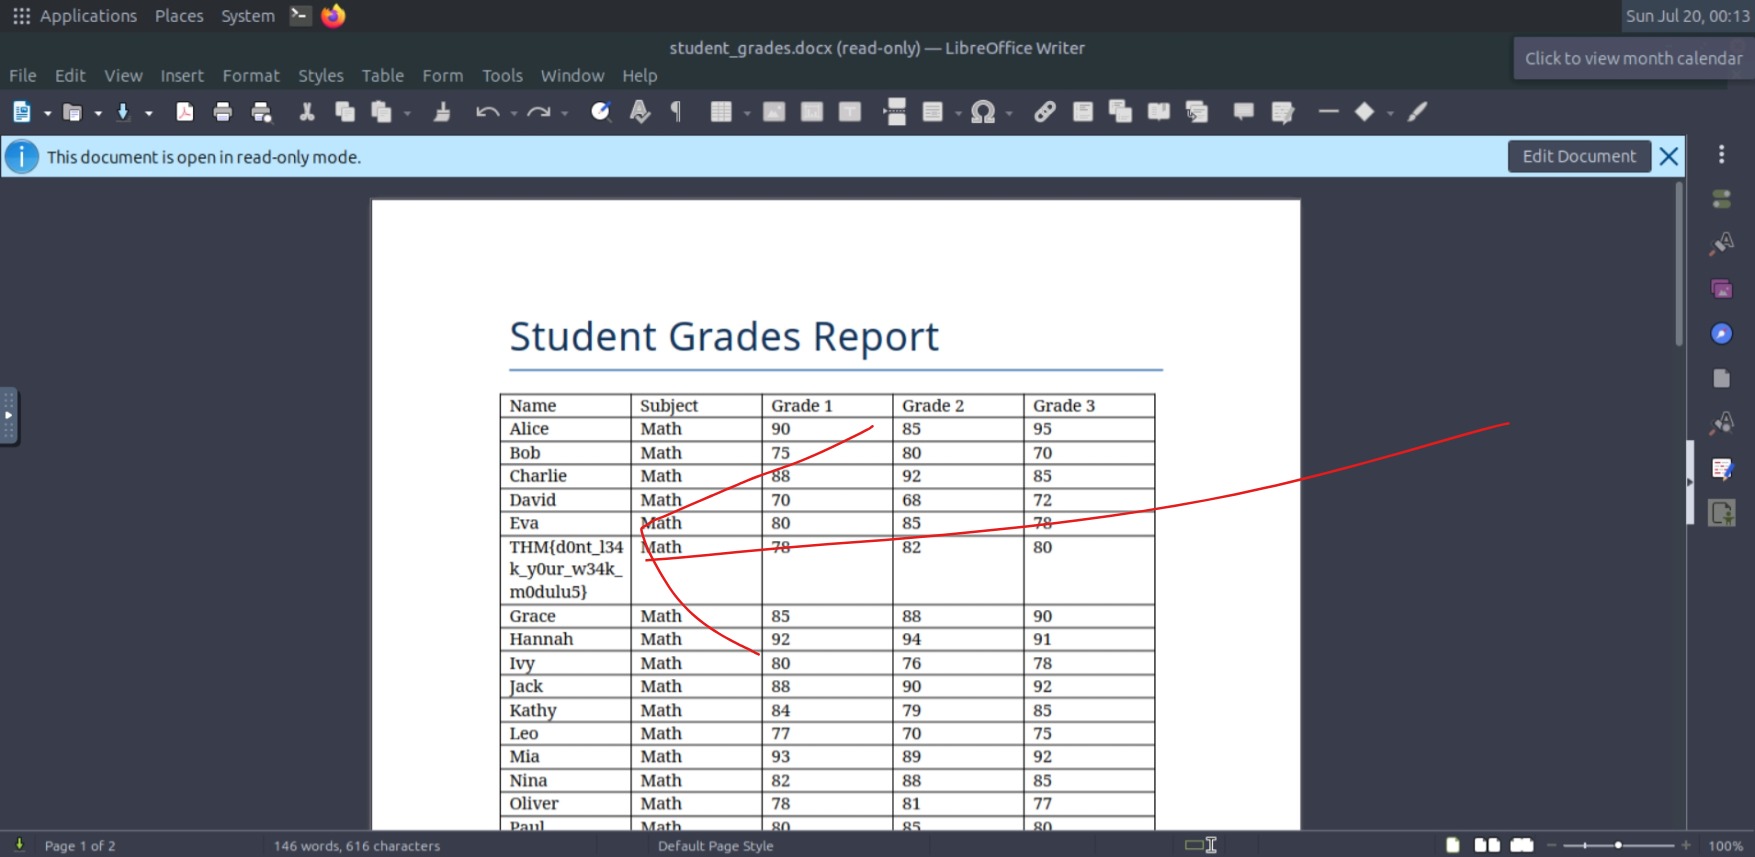 Applications Places System Sun Jul 20, 00:13
student_grades.docx (read-only) — LibreOffice Writer
Click to view month calendar
File Edit View Insert Format Styles Table Form Tools Window Help
This document is open in read-only mode. Edit Document
Student Grades Report
Name Subject Grade 1 Grade 2 Grade 3
Alice Math 90 85 95
Bob Math 75 80 70
Charlie Math 88 92 85
David Math 70 68 72
Eva Math 80 85 78
THM{d0nt_l34 Math 78 82 80
k_y0ur_w34k_
m0dulu5}
Grace Math 85 88 90
Hannah Math 92 94 91
Ivy Math 80 76 78
Jack Math 88 90 92
Kathy Math 84 79 85
Leo Math 77 70 75
Mia Math 93 89 92
Nina Math 82 88 85
Oliver Math 78 81 77
Paul Math 80 85 80
Page 1 of 2 146 words, 616 characters Default Page Style 100%